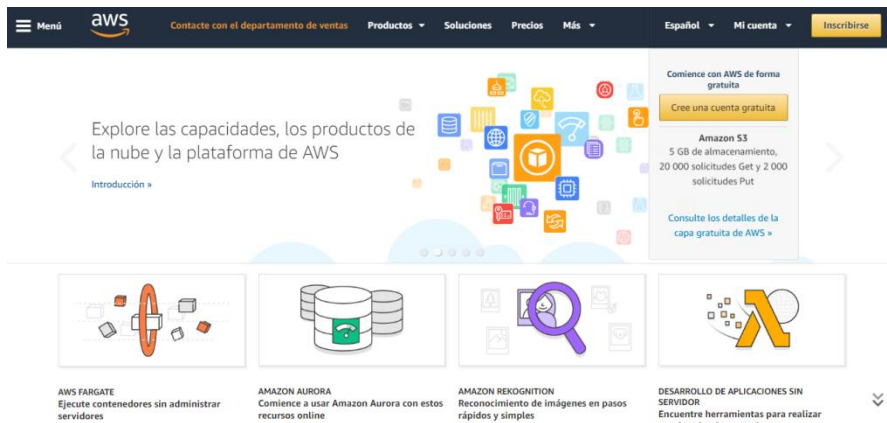 Menú
aws
Contacte con el departamento de ventas
Productos
Soluciones
Precios
Más
Español
Mi cuenta
Inscribirse
Explore las capacidades, los productos de
la nube y la plataforma de AWS
Introducción »
Comience con AWS de forma
gratuita
Cree una cuenta gratuita
Amazon S3
5 GB de almacenamiento,
20 000 solicitudes Get y 2 000
solicitudes Put
Consulte los detalles de la
capa gratuita de AWS »
AWS FARGATE
Ejecute contenedores sin administrar
servidores
AMAZON AURORA
Comience a usar Amazon Aurora con estos
recursos online
AMAZON REKOGNITION
Reconocimiento de imágenes en pasos
rápidos y simples
DESARROLLO DE APLICACIONES SIN
SERVIDOR
Encuentre herramientas para realizar